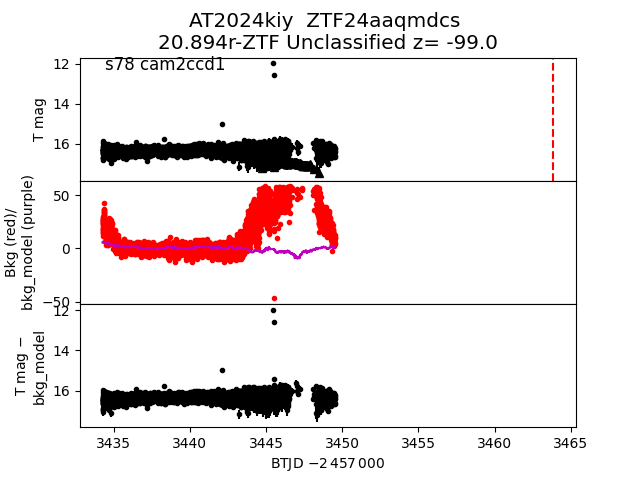 AT2024kiy  ZTF24aaqmdcs
20.894r-ZTF Unclassified z= -99.0
s78 cam2ccd1
12
14
16
T mag
50
0
−50
Bkg (red)/
bkg_model (purple)
12
14
16
T mag −
bkg_model
3435 3440 3445 3450 3455 3460 3465
BTJD −2 457 000